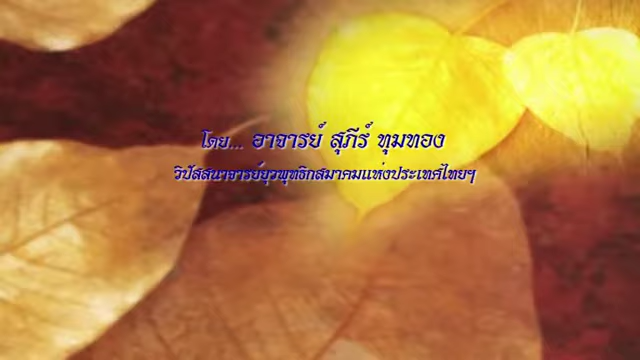 โดย... อาจารย์ สุภีร์ ทุมทอง
วิปัสสนาจารย์ยุวพุทธิกสมาคมแห่งประเทศไทยฯ